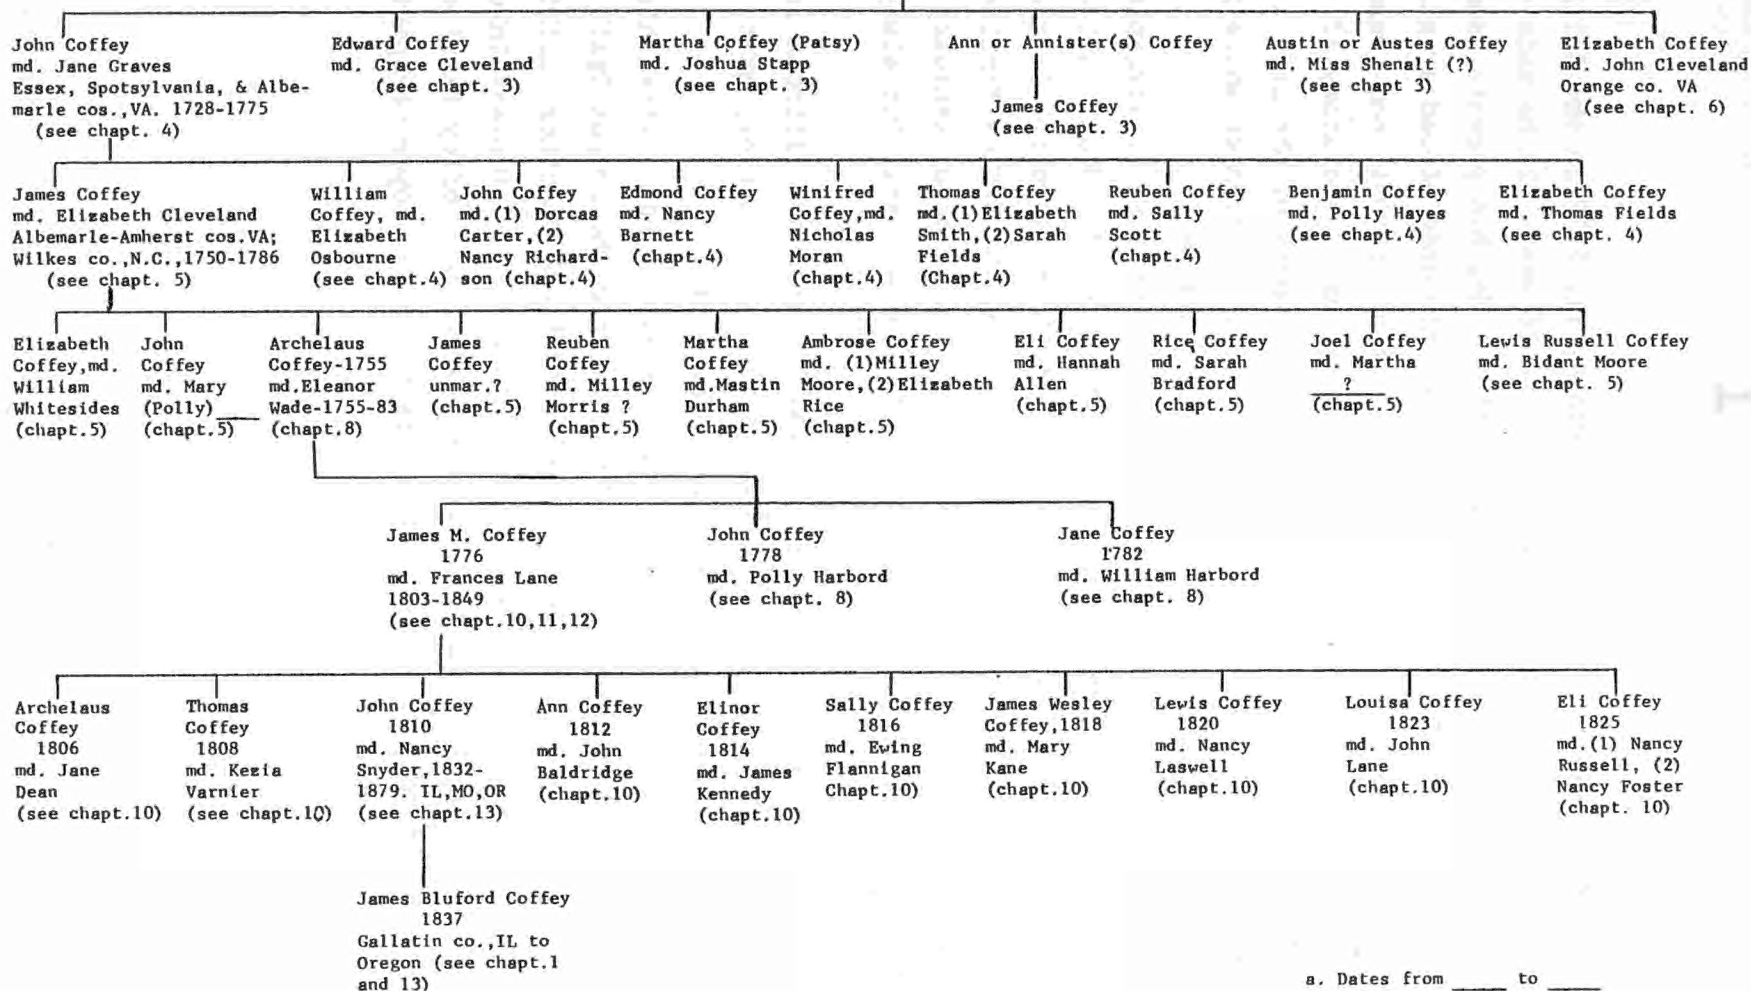 John Coffey
md. Jane Graves
Essex, Spotsylvania, & Albe-
marle cos.,VA. 1728-1775
(see chapt. 4)
Edward Coffey
md. Grace Cleveland
(see chapt. 3)
Martha Coffey (Patsy)
md. Joshua Stapp
(see chapt. 3)
Ann or Annister(s) Coffey
James Coffey
(see chapt. 3)
Austin or Austes Coffey
md. Miss Shenalt (?)
(see chapt 3)
Elizabeth Coffey
md. John Cleveland
Orange co. VA
(see chapt. 6)
James Coffey
md. Elizabeth Cleveland
Albemarle-Amherst cos.VA;
Wilkes co.,N.C.,1750-1786
(see chapt. 5)
William
Coffey, md.
Elizabeth
Osbourne
(see chapt.4)
John Coffey
md.(1) Dorcas
Carter,(2)
Nancy Richard-
son (chapt.4)
Edmond Coffey
md. Nancy
Barnett
(chapt.4)
Winifred
Coffey,md.
Nicholas
Moran
(chapt.4)
Thomas Coffey
md.(1)Elizabeth
Smith,(2)Sarah
Fields
(Chapt.4)
Reuben Coffey
md. Sally
Scott
(chapt.4)
Benjamin Coffey
md. Polly Hayes
(see chapt.4)
Elizabeth Coffey
md. Thomas Fields
(see chapt. 4)
Elizabeth
Coffey,md.
William
Whitesides
(chapt.5)
John
Coffey
md. Mary
(Polly)____
(chapt.5)
Archelaus
Coffey-1755
md.Eleanor
Wade-1755-83
(chapt.8)
James
Coffey
unmar.?
(chapt.5)
Reuben
Coffey
md. Milley
Morris ?
(chapt.5)
Martha
Coffey
md.Mastin
Durham
(chapt.5)
Ambrose Coffey
md. (1)Milley
Moore,(2)Elizabeth
Rice
(chapt.5)
Eli Coffey
md. Hannah
Allen
(chapt.5)
Rice Coffey
md. Sarah
Bradford
(chapt.5)
Joel Coffey
md. Martha
?
(chapt.5)
Lewis Russell Coffey
md. Bidant Moore
(see chapt. 5)
James M. Coffey
1776
md. Frances Lane
1803-1849
(see chapt.10,11,12)
John Coffey
1778
md. Polly Harbord
(see chapt. 8)
Jane Coffey
1782
md. William Harbord
(see chapt. 8)
Archelaus
Coffey
1806
md. Jane
Dean
(see chapt.10)
Thomas
Coffey
1808
md. Kezia
Varnier
(see chapt.10)
John Coffey
1810
md. Nancy
Snyder,1832-
1879. IL,MO,OR
(see chapt.13)
Ann Coffey
1812
md. John
Baldridge
(chapt.10)
Elinor
Coffey
1814
md. James
Kennedy
(chapt.10)
Sally Coffey
1816
md. Ewing
Flannigan
Chapt.10)
James Wesley
Coffey,1818
md. Mary
Kane
(chapt.10)
Lewis Coffey
1820
md. Nancy
Laswell
(chapt.10)
Louisa Coffey
1823
md. John
Lane
(chapt.10)
Eli Coffey
1825
md.(1) Nancy
Russell, (2)
Nancy Foster
(chapt. 10)
James Bluford Coffey
1837
Gallatin co.,IL to
Oregon (see chapt.1
and 13)
a. Dates from ____ to ____